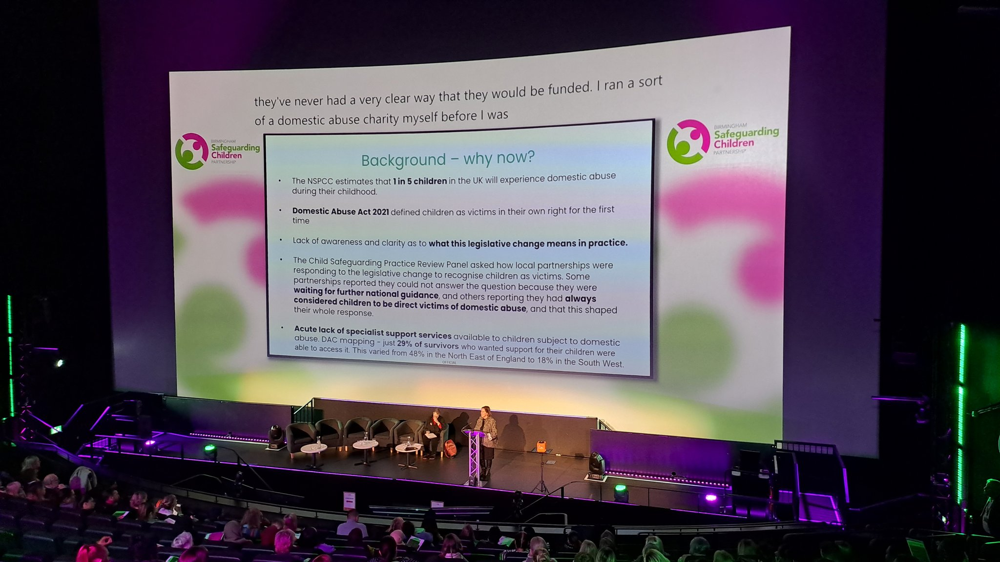 they've never had a very clear way that they would be funded. I ran a sort
of a domestic abuse charity myself before I was
BIRMINGHAM
Safeguarding
Children
PARTNERSHIP
BIRMINGHAM
Safeguarding
Children
PARTNERSHIP
Background – why now?
• The NSPCC estimates that 1 in 5 children in the UK will experience domestic abuse
during their childhood.
• Domestic Abuse Act 2021 defined children as victims in their own right for the first
time
• Lack of awareness and clarity as to what this legislative change means in practice.
• The Child Safeguarding Practice Review Panel asked how local partnerships were
responding to the legislative change to recognise children as victims. Some
partnerships reported they could not answer the question because they were
waiting for further national guidance, and others reporting they had always
considered children to be direct victims of domestic abuse, and that this shaped
their whole response.
• Acute lack of specialist support services available to children subject to domestic
abuse. DAC mapping - just 29% of survivors who wanted support for their children were
able to access it. This varied from 48% in the North East of England to 18% in the South West.
OFFICIAL